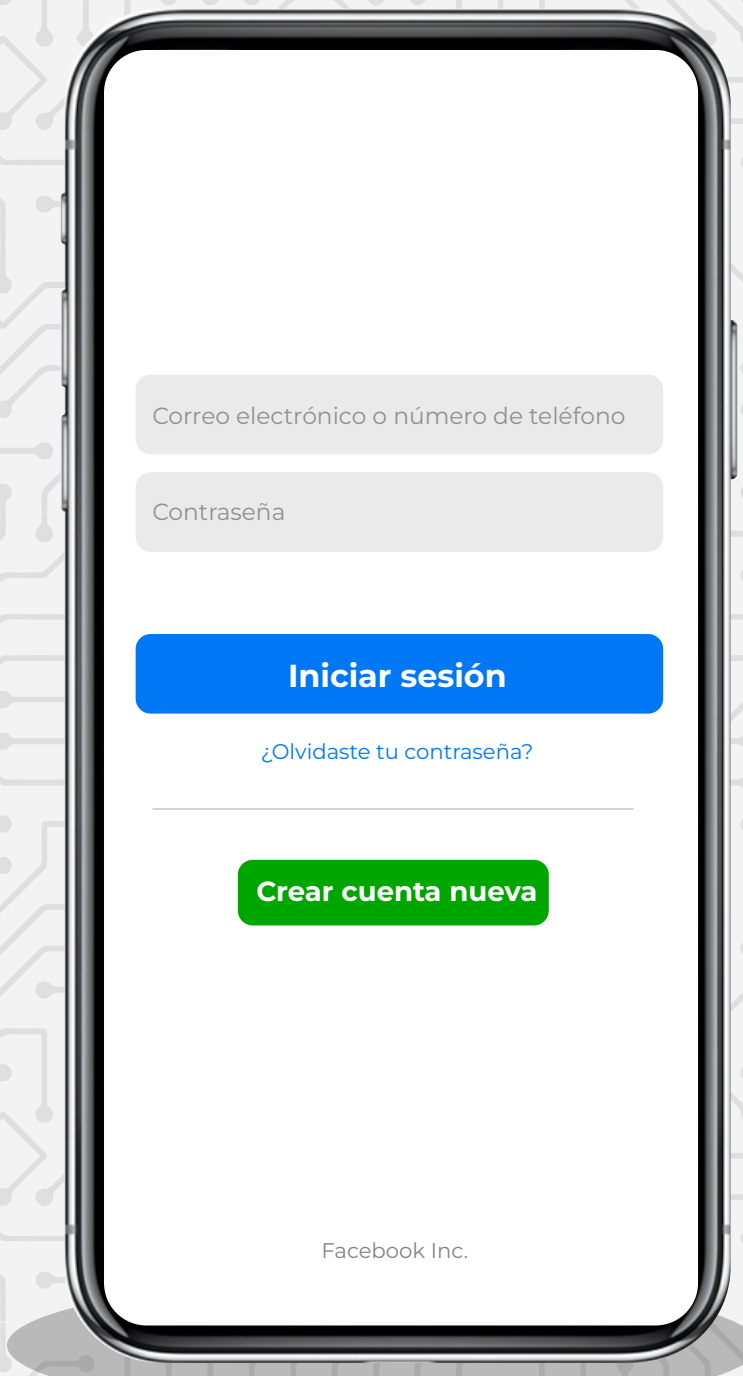 Correo electrónico o número de teléfono
Contraseña
Iniciar sesión
¿Olvidaste tu contraseña?
Crear cuenta nueva
Facebook Inc.